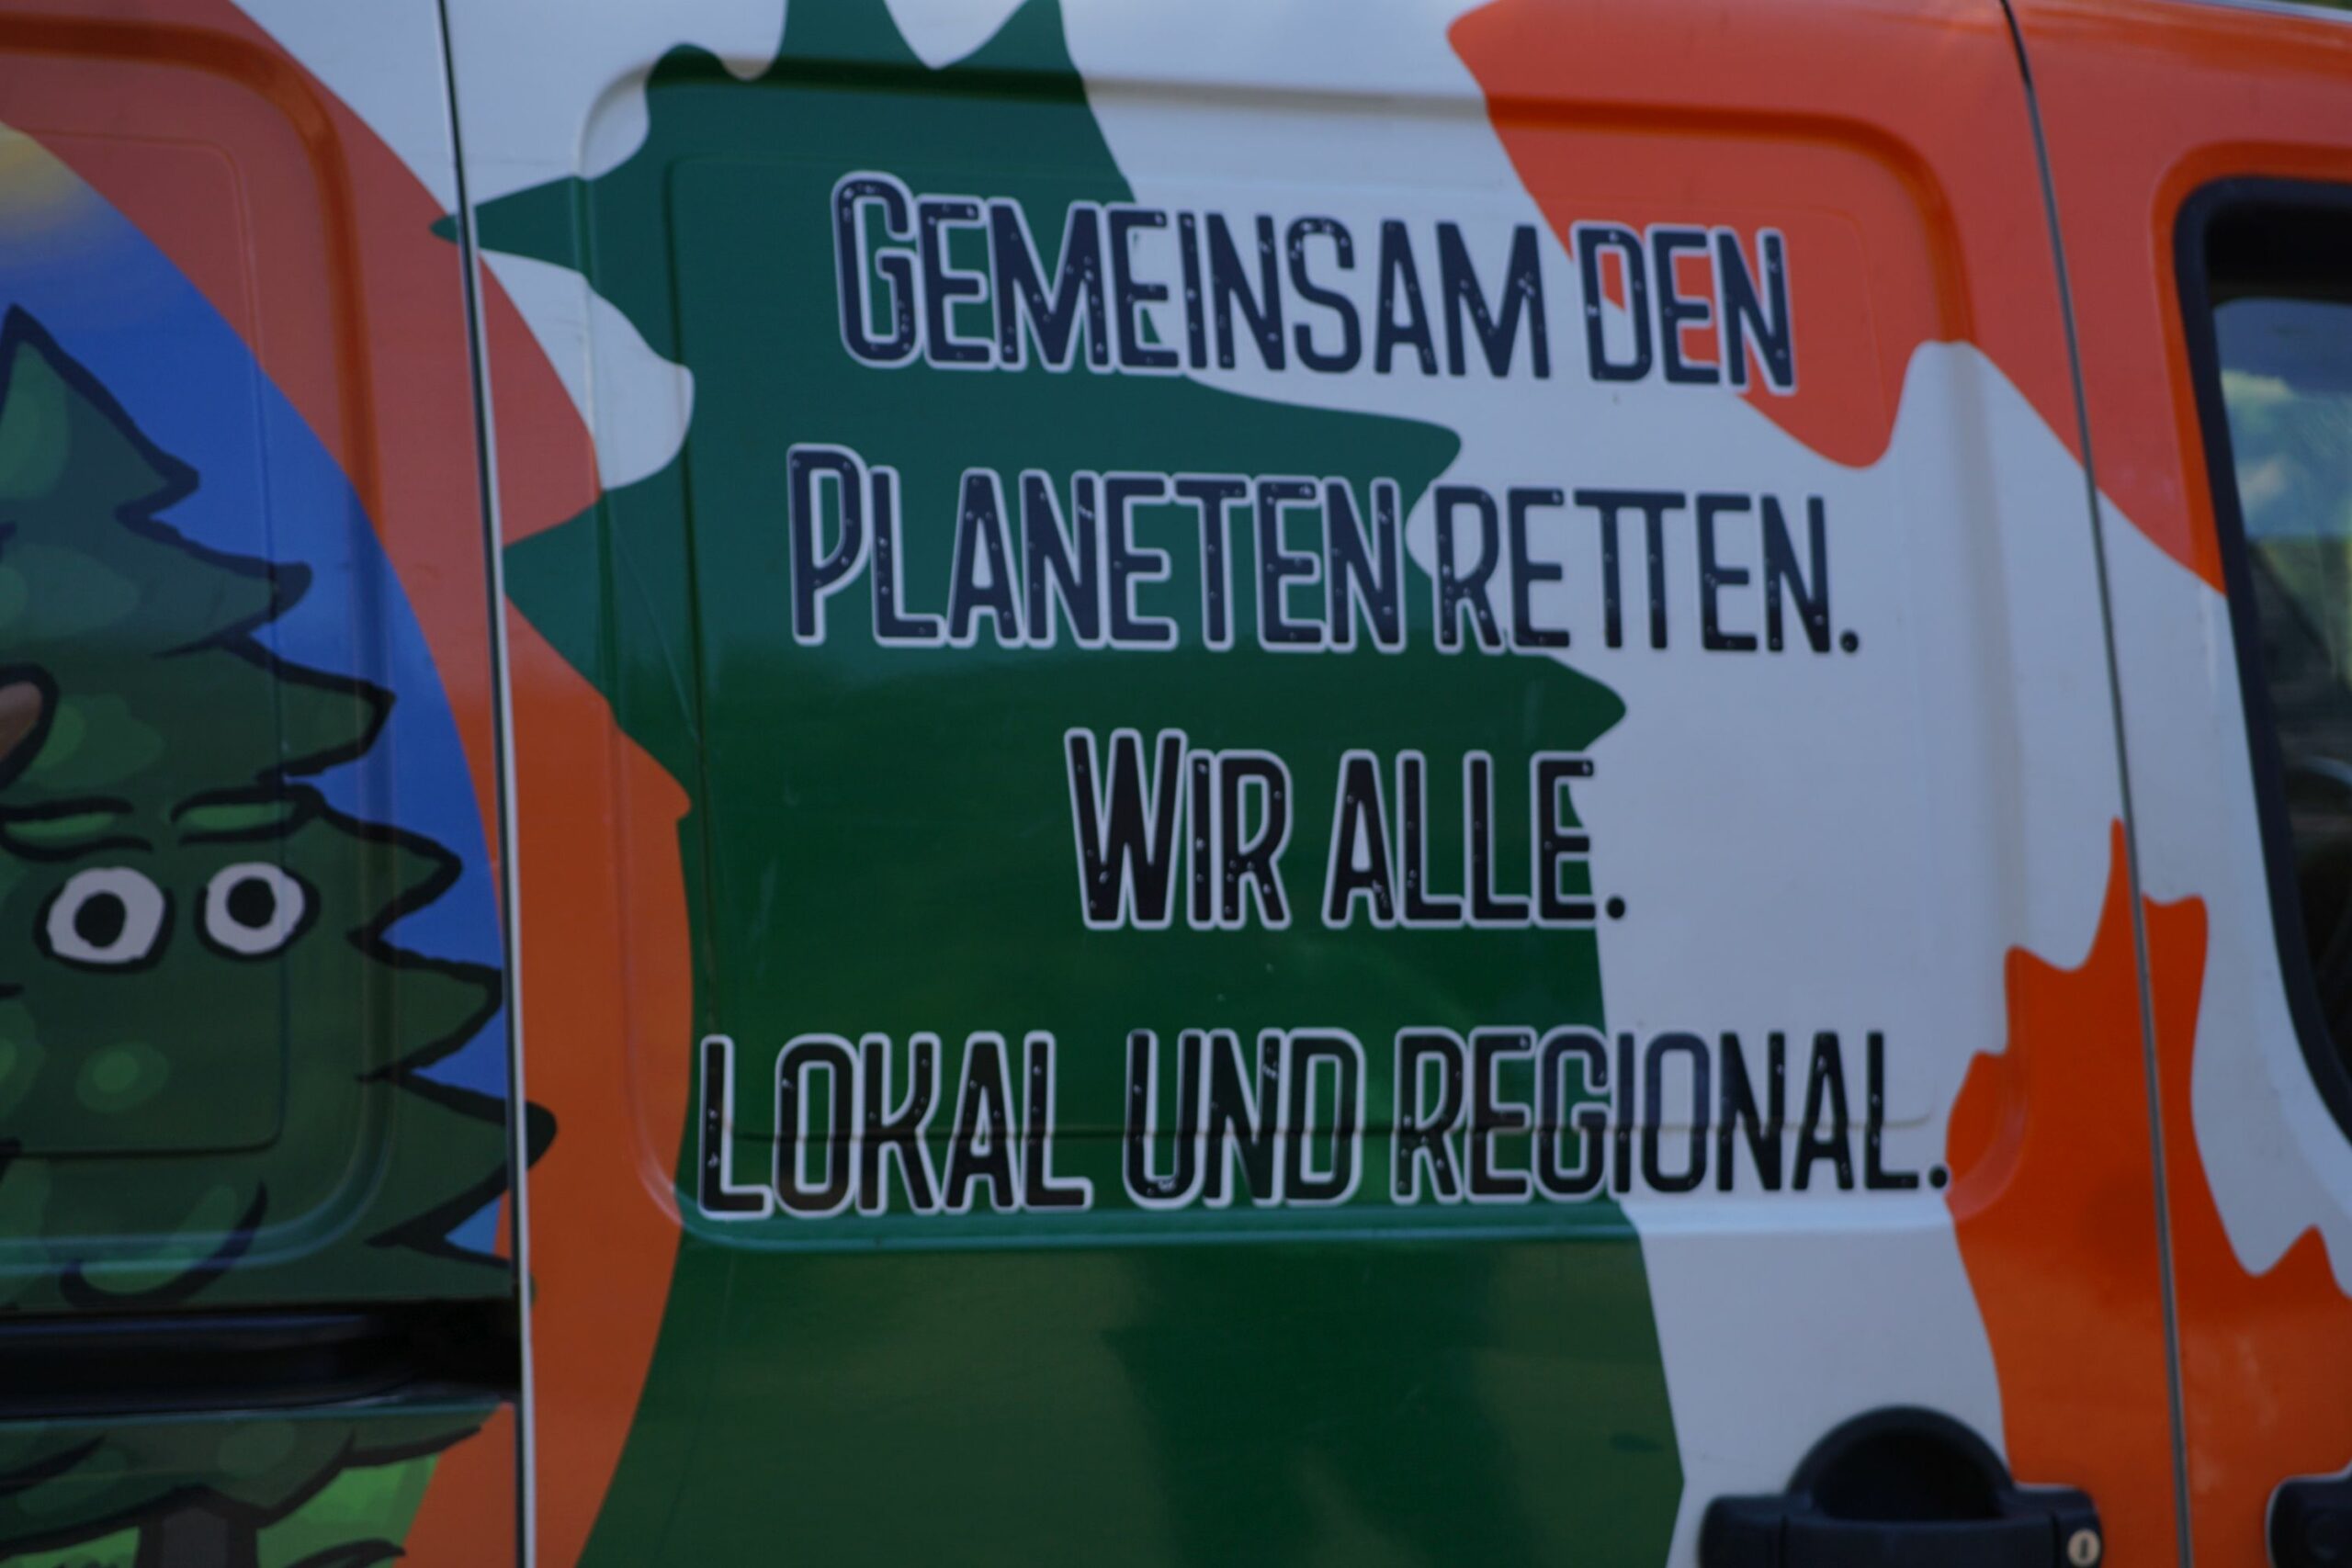 GEMEINSAM DEN
PLANETEN RETTEN.
WIR ALLE.
LOKAL UND REGIONAL.